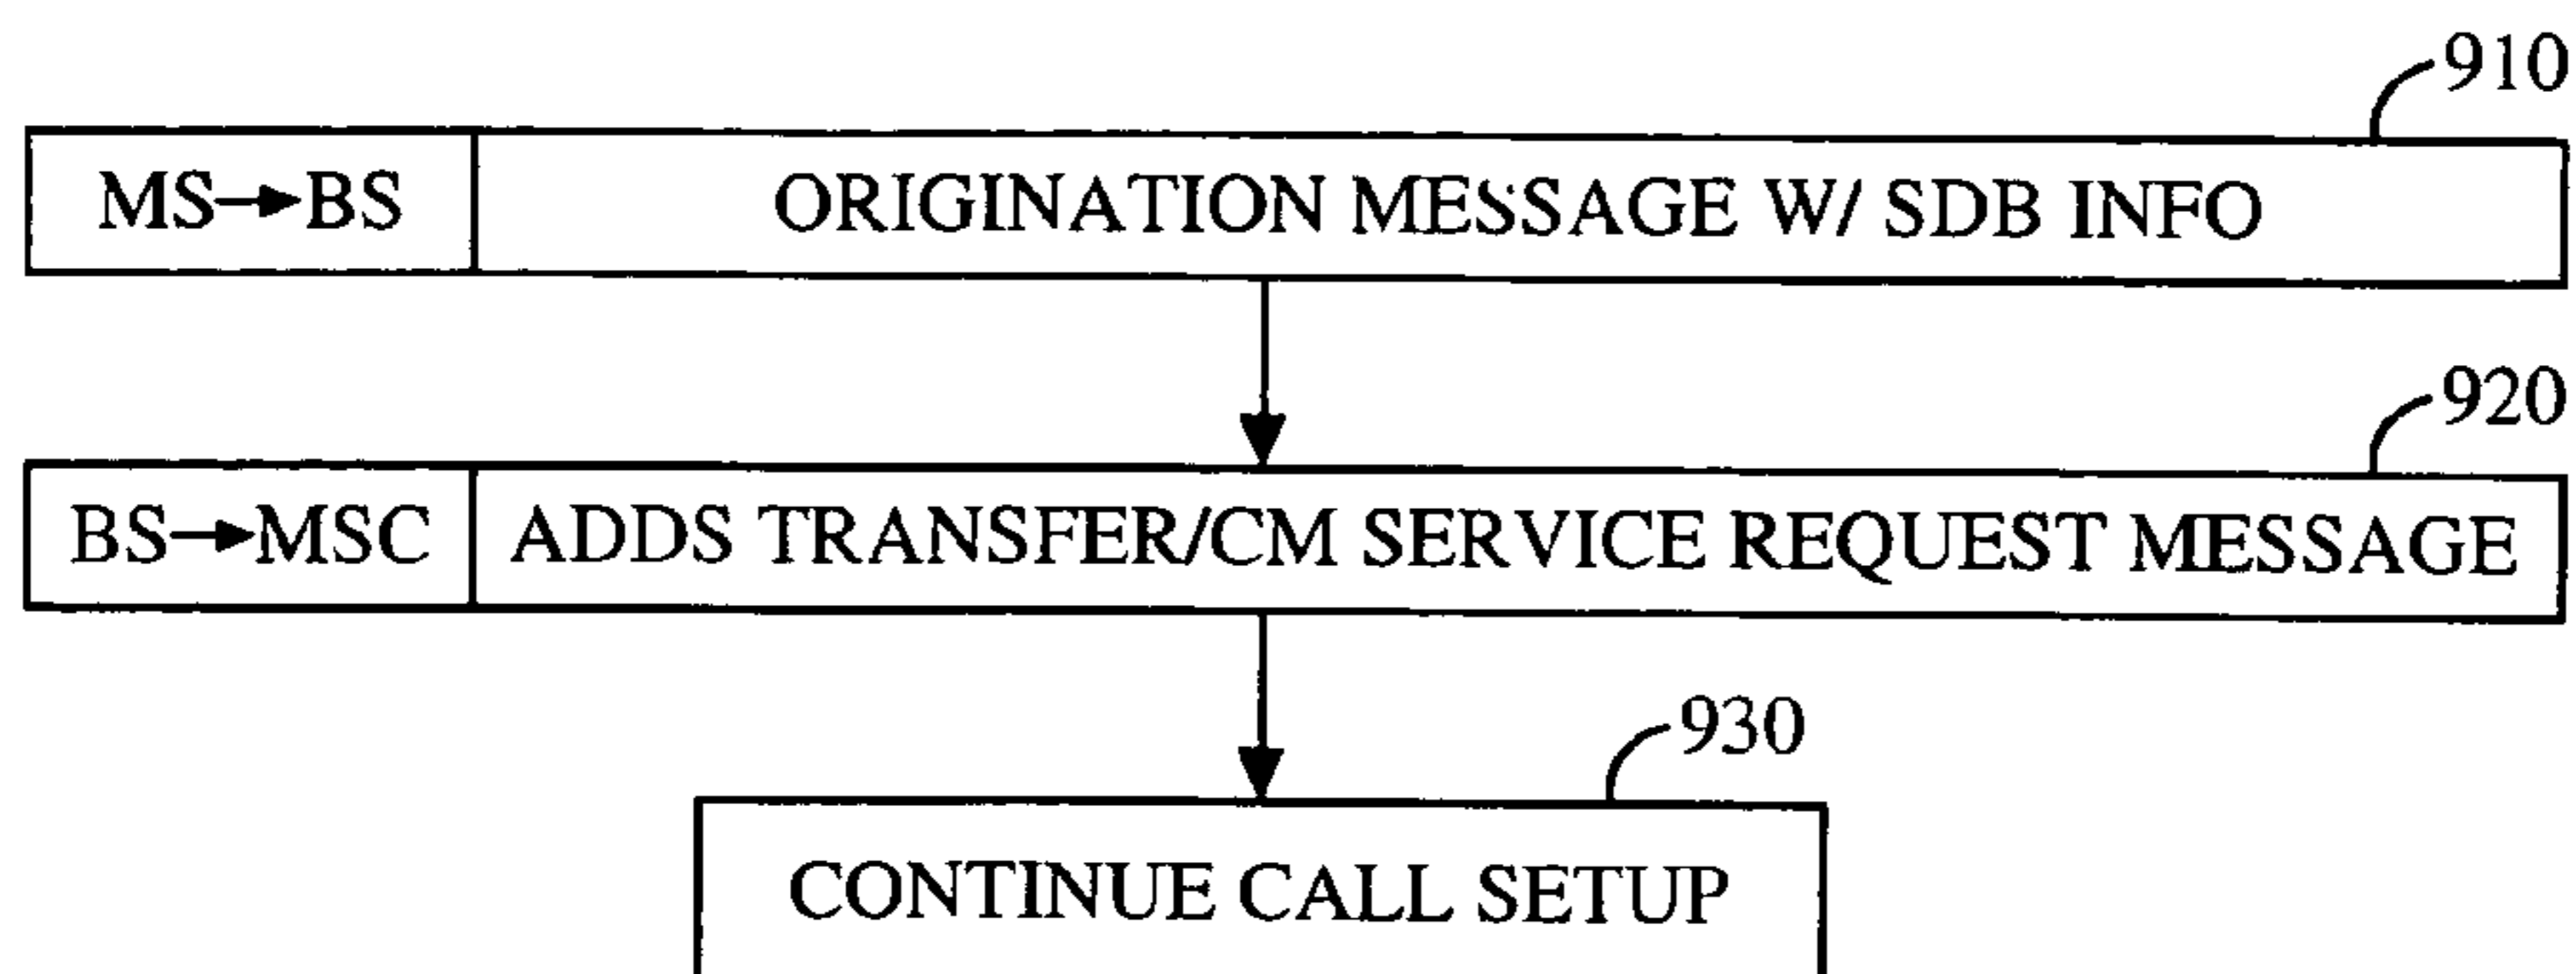 910
MS→BS ORIGINATION MESSAGE W/ SDB INFO
920
BS→MSC ADDS TRANSFER/CM SERVICE REQUEST MESSAGE
930
CONTINUE CALL SETUP